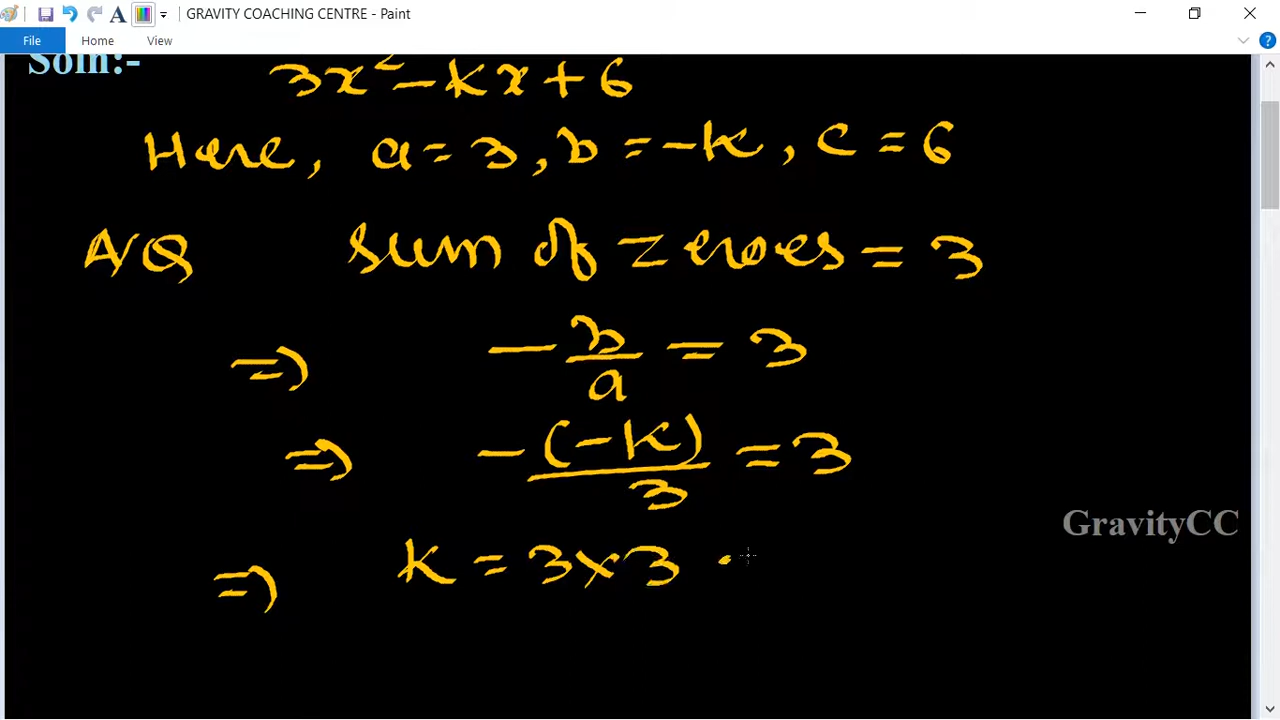 GRAVITY COACHING CENTRE - Paint
File Home View
Soln:-
3x² - kx + 6
Here, a = 3, b = -k, c = 6
A/Q sum of zeroes = 3
=> - b/a = 3
=> -(-k)/3 = 3
GravityCC
=> k = 3 × 3